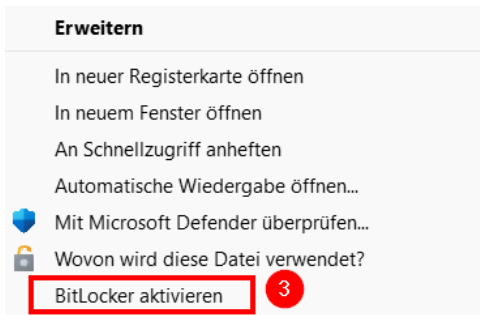 Erweitern
In neuer Registerkarte öffnen
In neuem Fenster öffnen
An Schnellzugriff anheften
Automatische Wiedergabe öffnen...
Mit Microsoft Defender überprüfen...
Wovon wird diese Datei verwendet?
BitLocker aktivieren 3